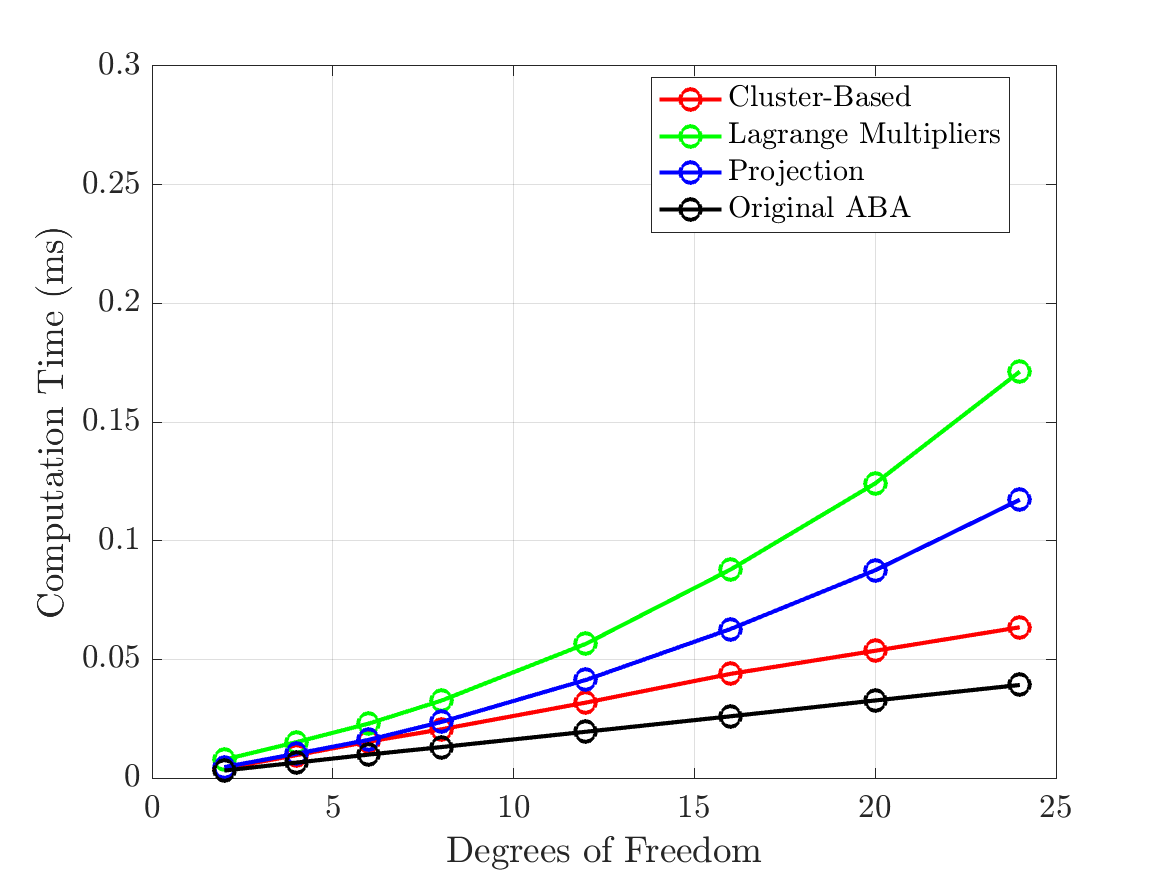 0.3
0.25
0.2
0.15
0.1
0.05
0
Computation Time (ms)
Cluster-Based
Lagrange Multipliers
Projection
Original ABA
0 5 10 15 20 25
Degrees of Freedom